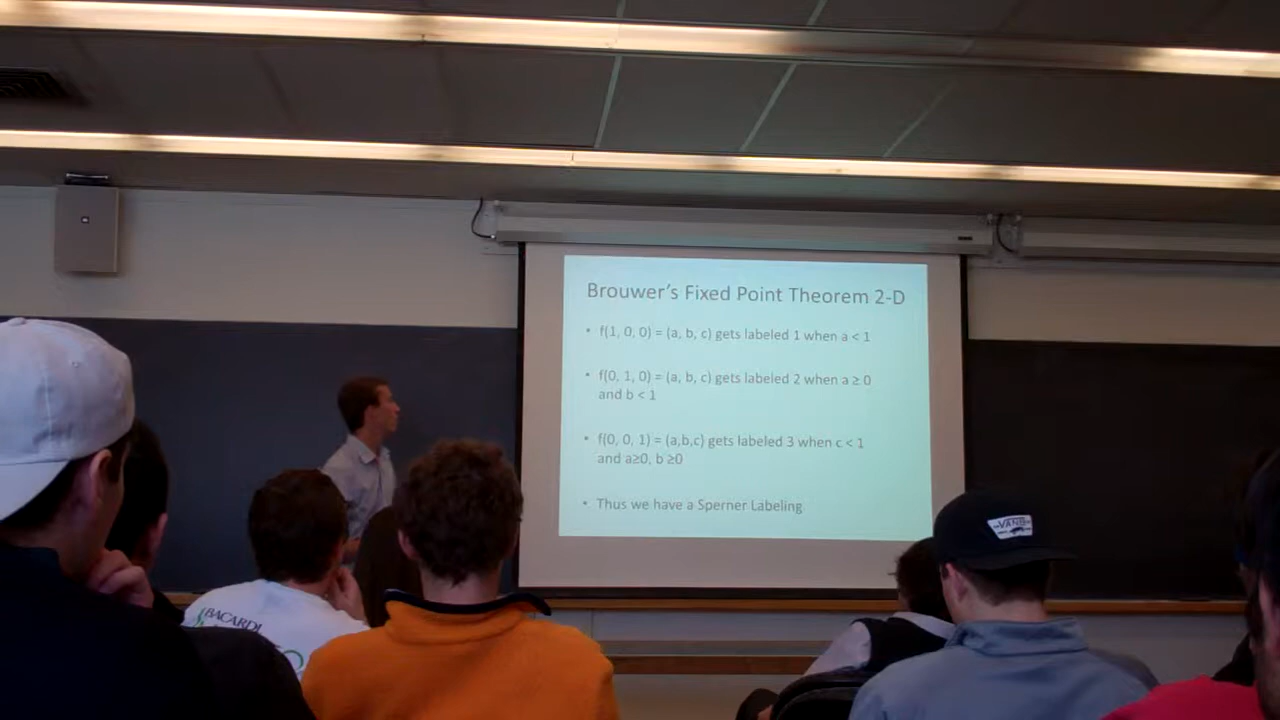 Brouwer's Fixed Point Theorem 2-D
• f(1, 0, 0) = (a, b, c) gets labeled 1 when a < 1
• f(0, 1, 0) = (a, b, c) gets labeled 2 when a ≥ 0
and b < 1
• f(0, 0, 1) = (a,b,c) gets labeled 3 when c < 1
and a≥0, b ≥0
• Thus we have a Sperner Labeling
BACARDI
VANS